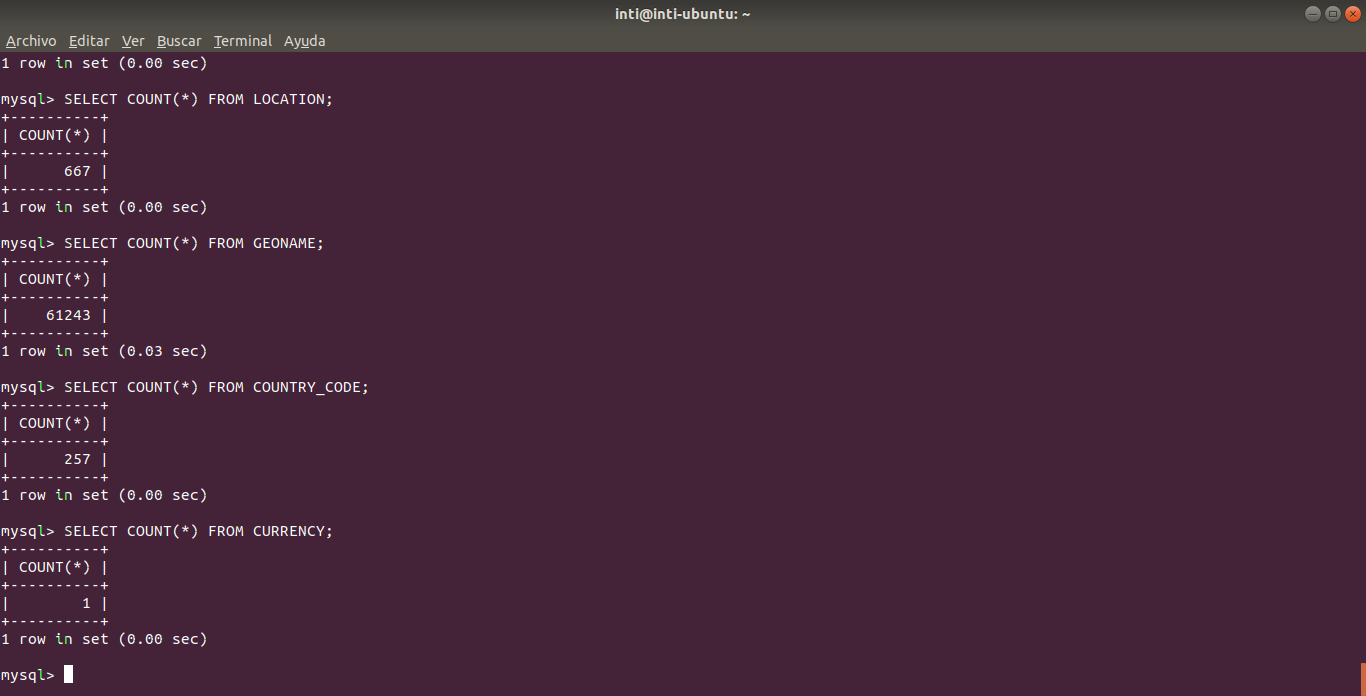 inti@inti-ubuntu: ~
Archivo Editar Ver Buscar Terminal Ayuda
1 row in set (0.00 sec)
mysql> SELECT COUNT(*) FROM LOCATION;
+----------+
| COUNT(*) |
+----------+
|      667 |
+----------+
1 row in set (0.00 sec)
mysql> SELECT COUNT(*) FROM GEONAME;
+----------+
| COUNT(*) |
+----------+
|    61243 |
+----------+
1 row in set (0.03 sec)
mysql> SELECT COUNT(*) FROM COUNTRY_CODE;
+----------+
| COUNT(*) |
+----------+
|      257 |
+----------+
1 row in set (0.00 sec)
mysql> SELECT COUNT(*) FROM CURRENCY;
+----------+
| COUNT(*) |
+----------+
|        1 |
+----------+
1 row in set (0.00 sec)
mysql>